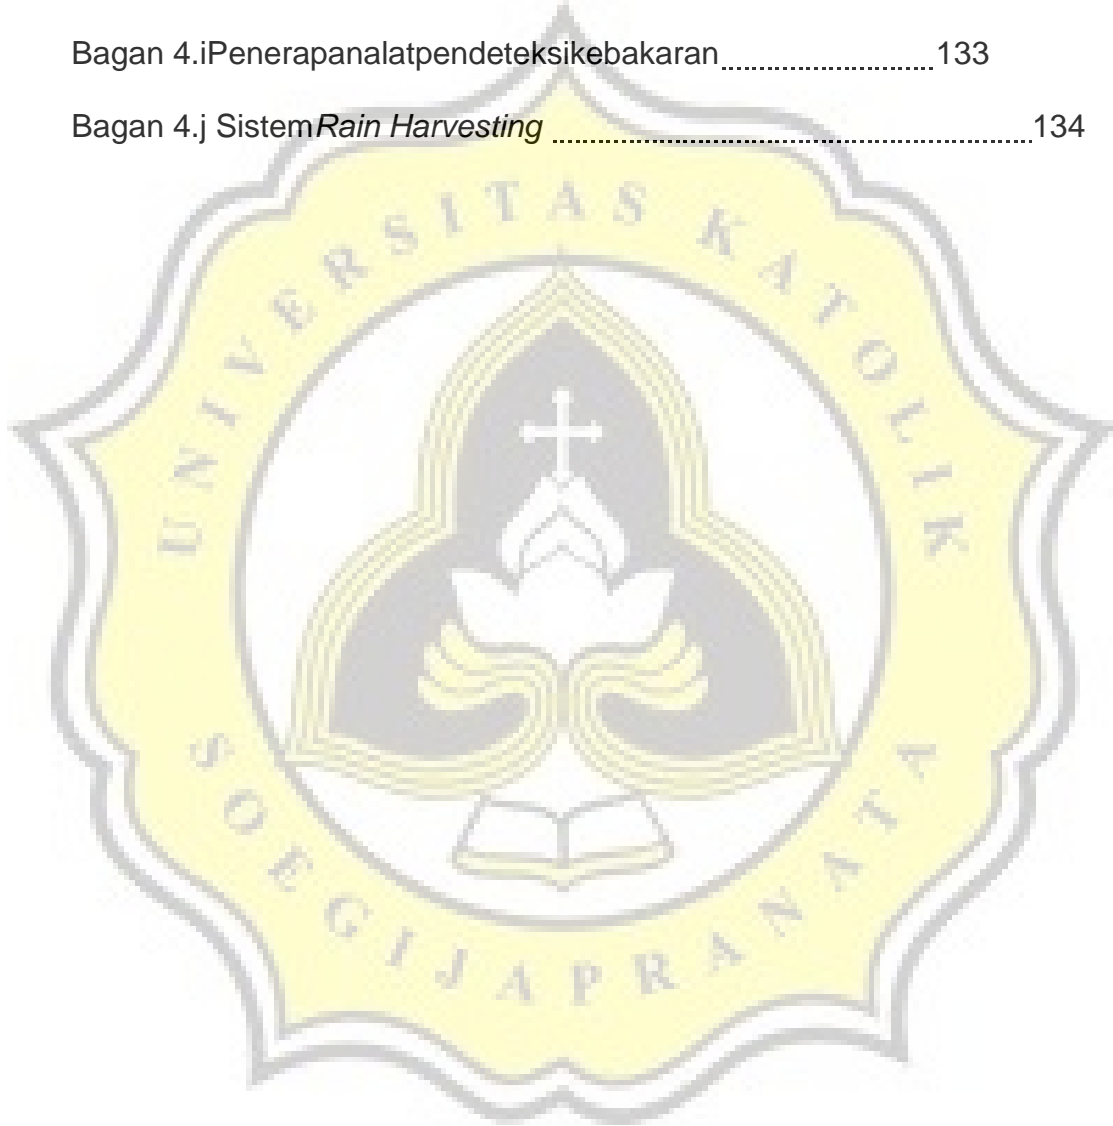 Bagan 4.iPenerapanalatpendeteksikebakaran.....................133
Bagan 4.j SistemRain Harvesting ................................................134
UNIVERSITAS KATOLIK
SOEGIJAPRANATA